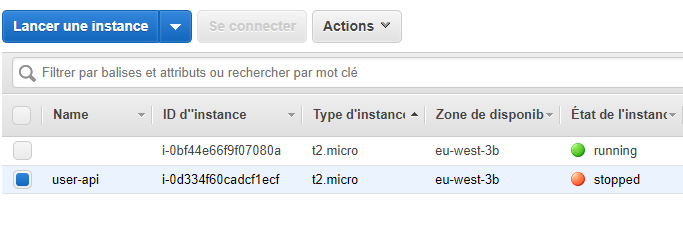 Lancer une instance Se connecter Actions
Filtrer par balises et attributs ou rechercher par mot clé
Name ID d"instance Type d'instance Zone de disponib État de l'instanc
i-0bf44e66f9f07080a t2.micro eu-west-3b running
user-api i-0d334f60cadcf1ecf t2.micro eu-west-3b stopped